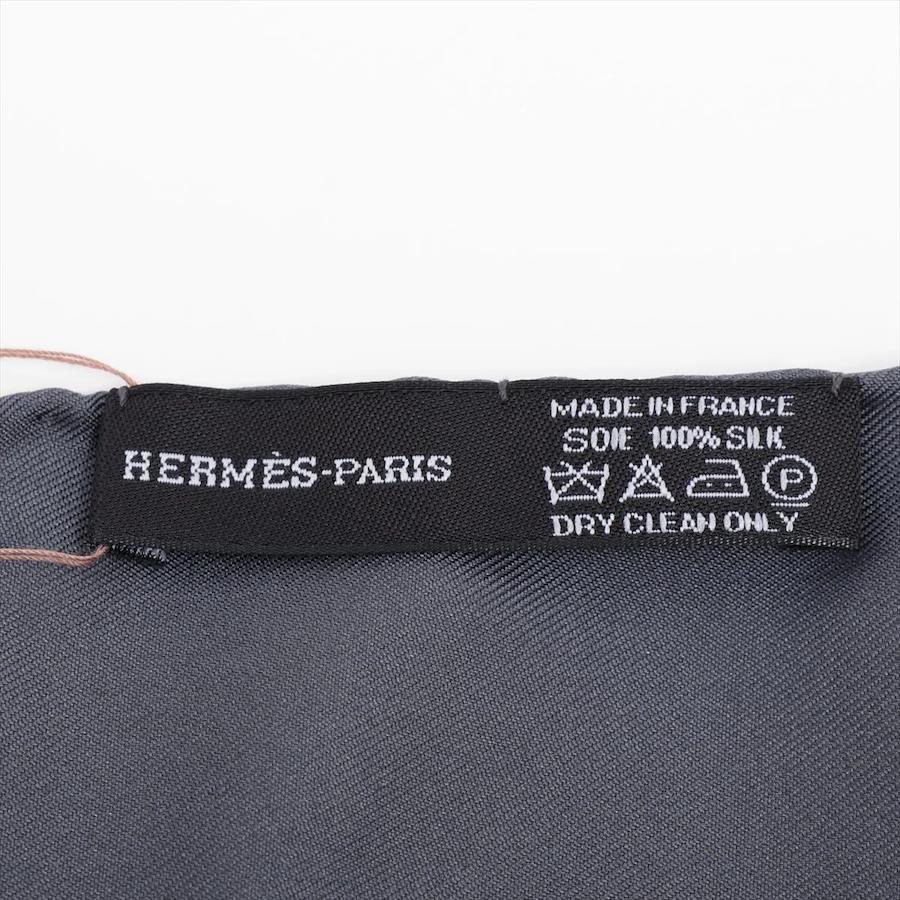 HERMÈS-PARIS
MADE IN FRANCE
SOIE 100% SILK
P
DRY CLEAN ONLY